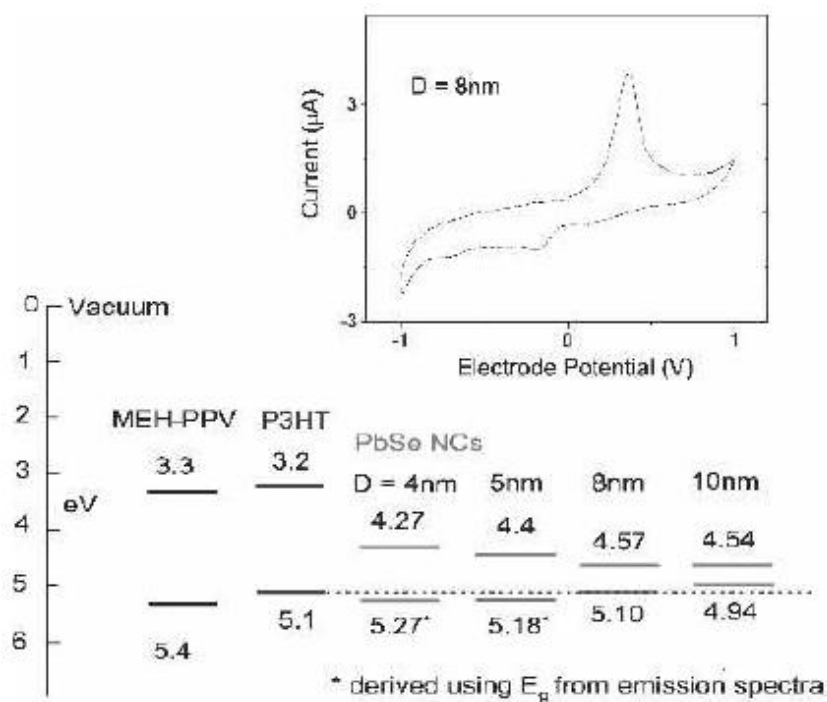 D = 8nm
Current (µA)
3
0
-3
-1 0 1
Electrode Potential (V)
0 Vacuum
1
2
3
eV
4
5
6
MEH-PPV P3HT
PbSe NCs
3.3 3.2
D = 4nm 5nm 8nm 10nm
4.27 4.4 4.57 4.54
5.4 5.1 5.27* 5.18* 5.10 4.94
* derived using Eg from emission spectra